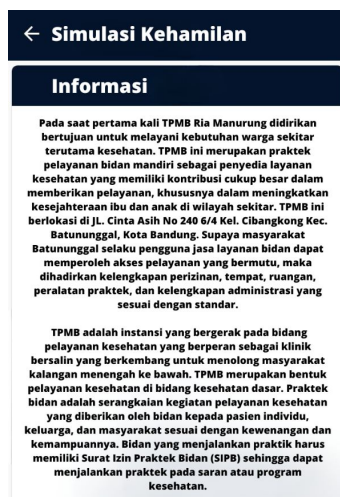 ← Simulasi Kehamilan
Informasi
Pada saat pertama kali TPMB Ria Manurung didirikan
bertujuan untuk melayani kebutuhan warga sekitar
terutama kesehatan. TPMB ini merupakan praktek
pelayanan bidan mandiri sebagai penyedia layanan
kesehatan yang memiliki kontribusi cukup besar dalam
memberikan pelayanan, khususnya dalam meningkatkan
kesejahteraan ibu dan anak di wilayah sekitar. TPMB ini
berlokasi di JL. Cinta Asih No 240 6/4 Kel. Cibangkong Kec.
Batununggal, Kota Bandung. Supaya masyarakat
Batununggal selaku pengguna jasa layanan bidan dapat
memperoleh akses pelayanan yang bermutu, maka
dihadirkan kelengkapan perizinan, tempat, ruangan,
peralatan praktek, dan kelengkapan administrasi yang
sesuai dengan standar.
TPMB adalah instansi yang bergerak pada bidang
pelayanan kesehatan yang berperan sebagai klinik
bersalin yang berkembang untuk menolong masyarakat
kalangan menengah ke bawah. TPMB merupakan bentuk
pelayanan kesehatan di bidang kesehatan dasar. Praktek
bidan adalah serangkaian kegiatan pelayanan kesehatan
yang diberikan oleh bidan kepada pasien individu,
keluarga, dan masyarakat sesuai dengan kewenangan dan
kemampuannya. Bidan yang menjalankan praktik harus
memiliki Surat Izin Praktek Bidan (SIPB) sehingga dapat
menjalankan praktek pada saran atau program
kesehatan.